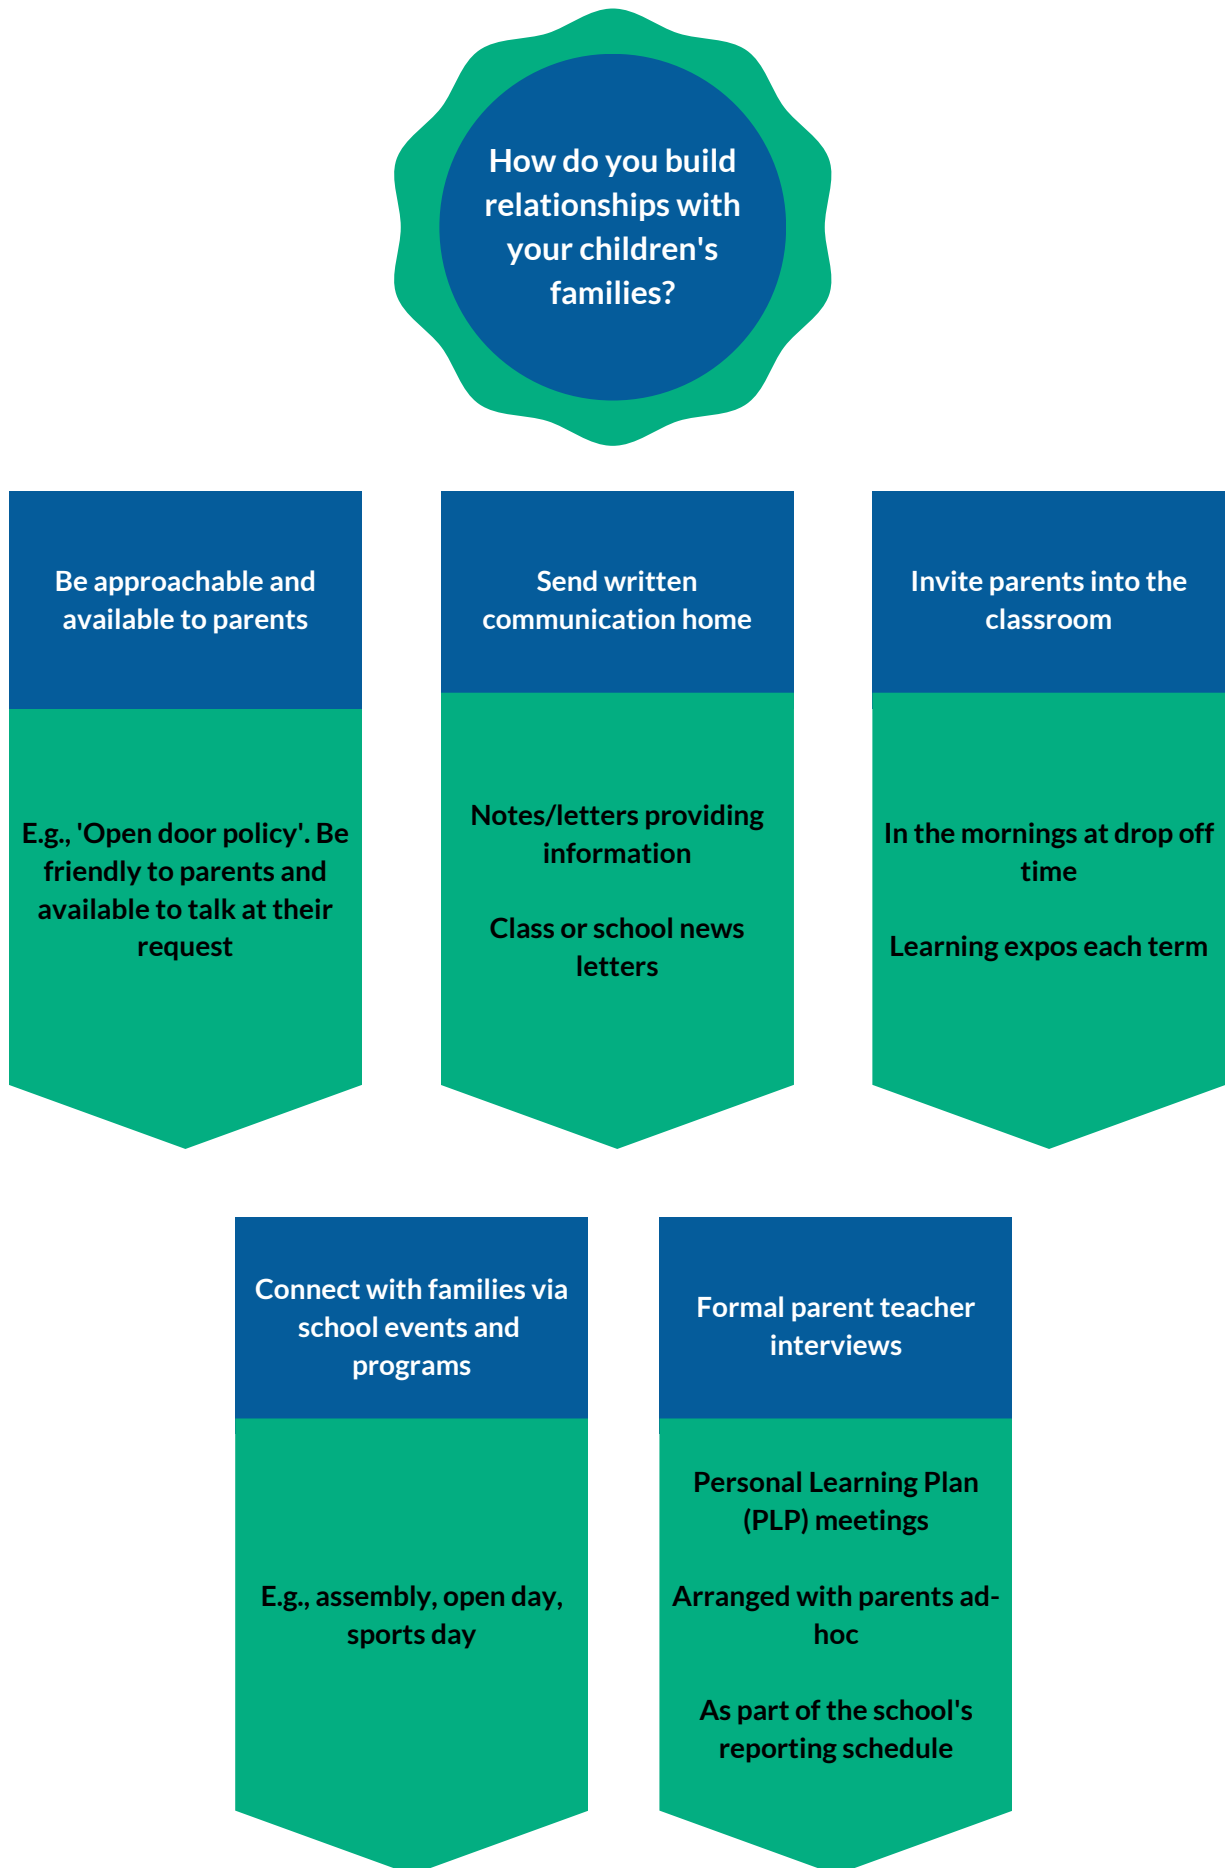 How do you build
relationships with
your children's
families?
Be approachable and
available to parents
E.g., 'Open door policy'. Be
friendly to parents and
available to talk at their
request
Send written
communication home
Notes/letters providing
information
Class or school news
letters
Invite parents into the
classroom
In the mornings at drop off
time
Learning expos each term
Connect with families via
school events and
programs
E.g., assembly, open day,
sports day
Formal parent teacher
interviews
Personal Learning Plan
(PLP) meetings
Arranged with parents ad-
hoc
As part of the school's
reporting schedule